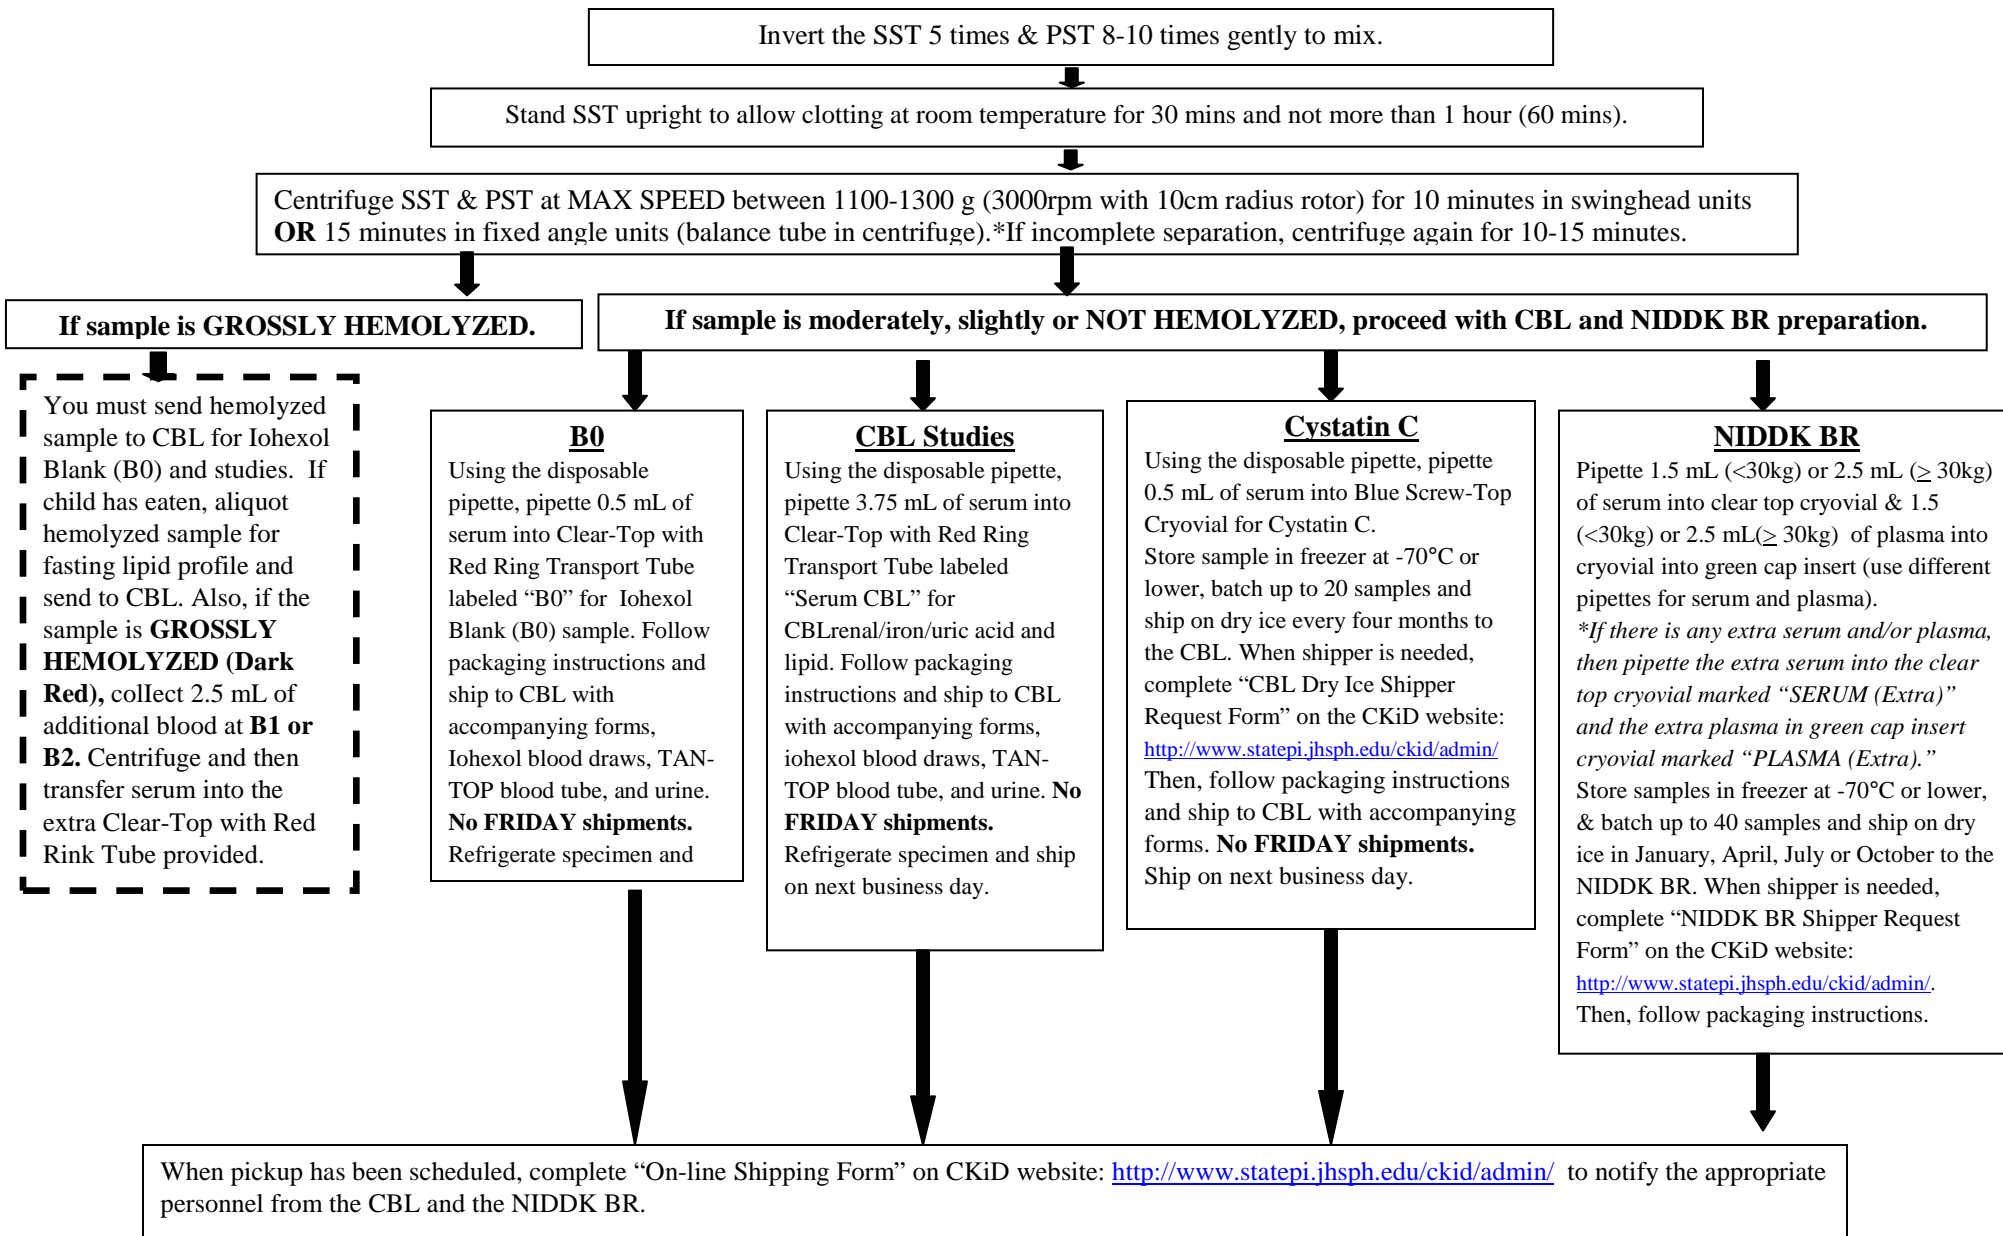 Invert the SST 5 times & PST 8-10 times gently to mix.
Stand SST upright to allow clotting at room temperature for 30 mins and not more than 1 hour (60 mins).
Centrifuge SST & PST at MAX SPEED between 1100-1300 g (3000rpm with 10cm radius rotor) for 10 minutes in swinghead units
OR 15 minutes in fixed angle units (balance tube in centrifuge).*If incomplete separation, centrifuge again for 10-15 minutes.
If sample is GROSSLY HEMOLYZED.
If sample is moderately, slightly or NOT HEMOLYZED, proceed with CBL and NIDDK BR preparation.
You must send hemolyzed
sample to CBL for Iohexol
Blank (B0) and studies.  If
child has eaten, aliquot
hemolyzed sample for
fasting lipid profile and
send to CBL. Also, if the
sample is GROSSLY
HEMOLYZED (Dark
Red), colIect 2.5 mL of
additional blood at B1 or
B2. Centrifuge and then
transfer serum into the
extra Clear-Top with Red
Rink Tube provided.
B0
Using the disposable
pipette, pipette 0.5 mL of
serum into Clear-Top with
Red Ring Transport Tube
labeled “B0” for  Iohexol
Blank (B0) sample. Follow
packaging instructions and
ship to CBL with
accompanying forms,
Iohexol blood draws, TAN-
TOP blood tube, and urine.
No FRIDAY shipments.
Refrigerate specimen and
CBL Studies
Using the disposable pipette,
pipette 3.75 mL of serum into
Clear-Top with Red Ring
Transport Tube labeled
“Serum CBL” for
CBLrenal/iron/uric acid and
lipid. Follow packaging
instructions and ship to CBL
with accompanying forms,
iohexol blood draws, TAN-
TOP blood tube, and urine. No
FRIDAY shipments.
Refrigerate specimen and ship
on next business day.
Cystatin C
Using the disposable pipette, pipette
0.5 mL of serum into Blue Screw-Top
Cryovial for Cystatin C.
Store sample in freezer at -70°C or
lower, batch up to 20 samples and
ship on dry ice every four months to
the CBL. When shipper is needed,
complete “CBL Dry Ice Shipper
Request Form” on the CKiD website:
http://www.statepi.jhsph.edu/ckid/admin/
Then, follow packaging instructions
and ship to CBL with accompanying
forms. No FRIDAY shipments.
Ship on next business day.
NIDDK BR
Pipette 1.5 mL (<30kg) or 2.5 mL (≥ 30kg)
of serum into clear top cryovial & 1.5
(<30kg) or 2.5 mL(≥ 30kg)  of plasma into
cryovial into green cap insert (use different
pipettes for serum and plasma).
*If there is any extra serum and/or plasma,
then pipette the extra serum into the clear
top cryovial marked “SERUM (Extra)”
and the extra plasma in green cap insert
cryovial marked “PLASMA (Extra).”
Store samples in freezer at -70°C or lower,
& batch up to 40 samples and ship on dry
ice in January, April, July or October to the
NIDDK BR. When shipper is needed,
complete “NIDDK BR Shipper Request
Form” on the CKiD website:
http://www.statepi.jhsph.edu/ckid/admin/.
Then, follow packaging instructions.
When pickup has been scheduled, complete “On-line Shipping Form” on CKiD website: http://www.statepi.jhsph.edu/ckid/admin/  to notify the appropriate
personnel from the CBL and the NIDDK BR.